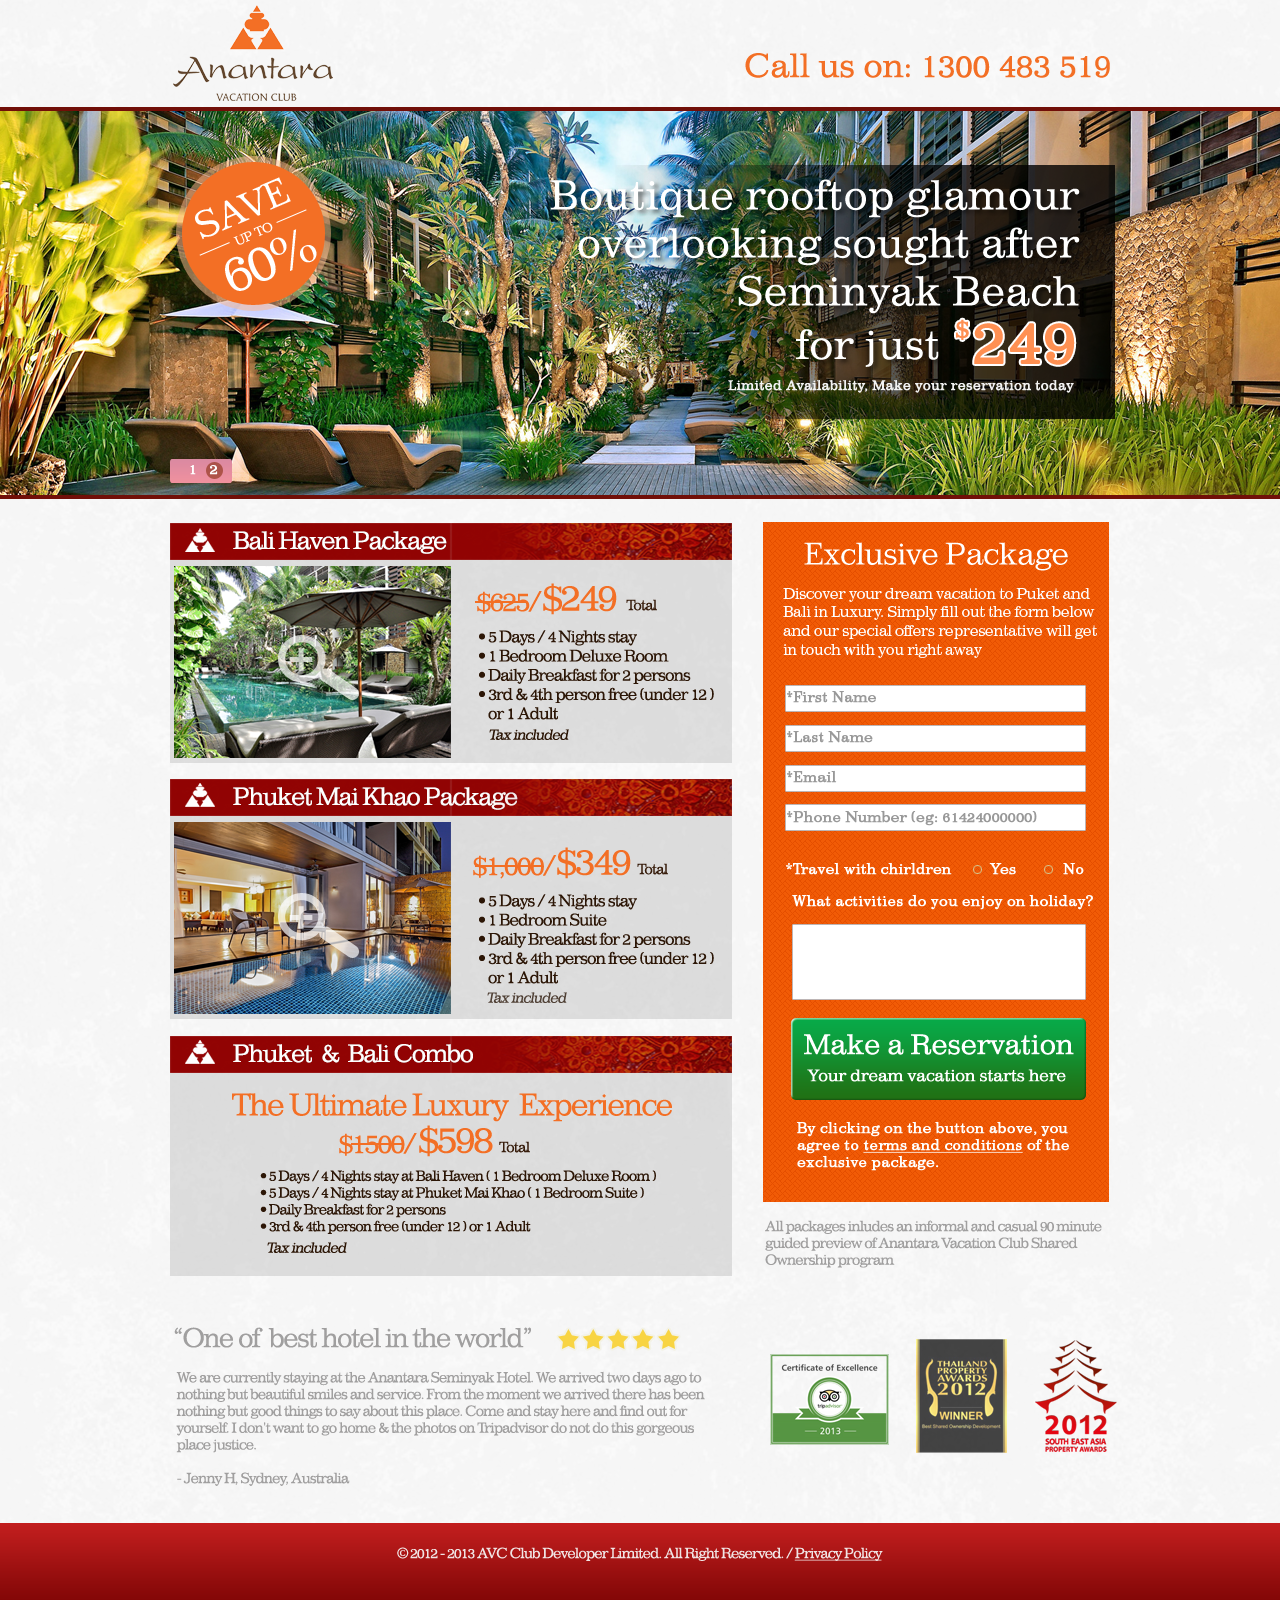 Anantara
VACATION CLUB
Call us on: 1300 483 519
SAVE
UP TO
60%
Boutique rooftop glamour
overlooking sought after
Seminyak Beach
for just $249
Limited Availability, Make your reservation today
1 2
Bali Haven Package
$625/$249 Total
• 5 Days / 4 Nights stay
• 1 Bedroom Deluxe Room
• Daily Breakfast for 2 persons
• 3rd & 4th person free (under 12 )
or 1 Adult
Tax included
Phuket Mai Khao Package
$1,000/$349 Total
• 5 Days / 4 Nights stay
• 1 Bedroom Suite
• Daily Breakfast for 2 persons
• 3rd & 4th person free (under 12 )
or 1 Adult
Tax included
Phuket & Bali Combo
The Ultimate Luxury Experience
$1500/$598 Total
• 5 Days / 4 Nights stay at Bali Haven ( 1 Bedroom Deluxe Room )
• 5 Days / 4 Nights stay at Phuket Mai Khao ( 1 Bedroom Suite )
• Daily Breakfast for 2 persons
• 3rd & 4th person free (under 12 ) or 1 Adult
Tax included
Exclusive Package
Discover your dream vacation to Puket and
Bali in Luxury. Simply fill out the form below
and our special offers representative will get
in touch with you right away
*First Name
*Last Name
*Email
*Phone Number (eg: 61424000000)
*Travel with chirldren Yes No
What activities do you enjoy on holiday?
Make a Reservation
Your dream vacation starts here
By clicking on the button above, you
agree to terms and conditions of the
exclusive package.
All packages inludes an informal and casual 90 minute
guided preview of Anantara Vacation Club Shared
Ownership program
“One of best hotel in the world”
We are currently staying at the Anantara Seminyak Hotel. We arrived two days ago to
nothing but beautiful smiles and service. From the moment we arrived there has been
nothing but good things to say about this place. Come and stay here and find out for
yourself. I don't want to go home & the photos on Tripadvisor do not do this gorgeous
place justice.
- Jenny H, Sydney, Australia
Certificate of Excellence
tripadvisor
2013
THAILAND
PROPERTY
AWARDS
2012
WINNER
Best Shared Ownership Development
2012
SOUTH EAST ASIA
PROPERTY AWARDS
© 2012 - 2013 AVC Club Developer Limited. All Right Reserved. / Privacy Policy